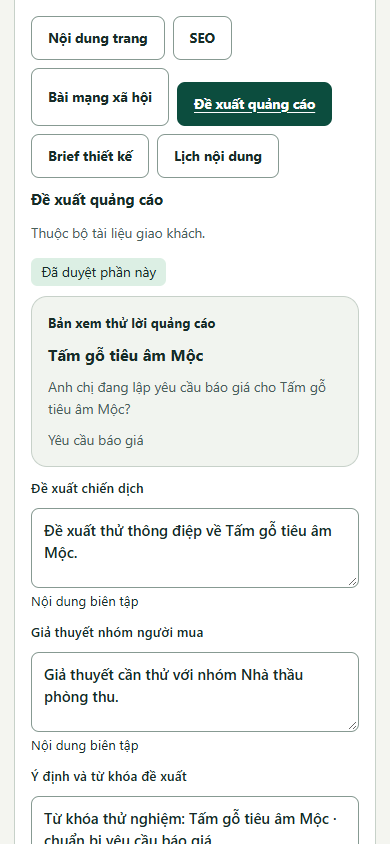 Nội dung trang
SEO
Bài mạng xã hội
Đề xuất quảng cáo
Brief thiết kế
Lịch nội dung
Đề xuất quảng cáo
Thuộc bộ tài liệu giao khách.
Đã duyệt phần này
Bản xem thử lời quảng cáo
Tấm gỗ tiêu âm Mộc
Anh chị đang lập yêu cầu báo giá cho Tấm gỗ
tiêu âm Mộc?
Yêu cầu báo giá
Đề xuất chiến dịch
Đề xuất thử thông điệp về Tấm gỗ tiêu âm
Mộc.
Nội dung biên tập
Giả thuyết nhóm người mua
Giả thuyết cần thử với nhóm Nhà thầu
phòng thu.
Nội dung biên tập
Ý định và từ khóa đề xuất
Từ khóa thử nghiệm: Tấm gỗ tiêu âm Mộc ·
chuẩn bị yêu cầu báo giá